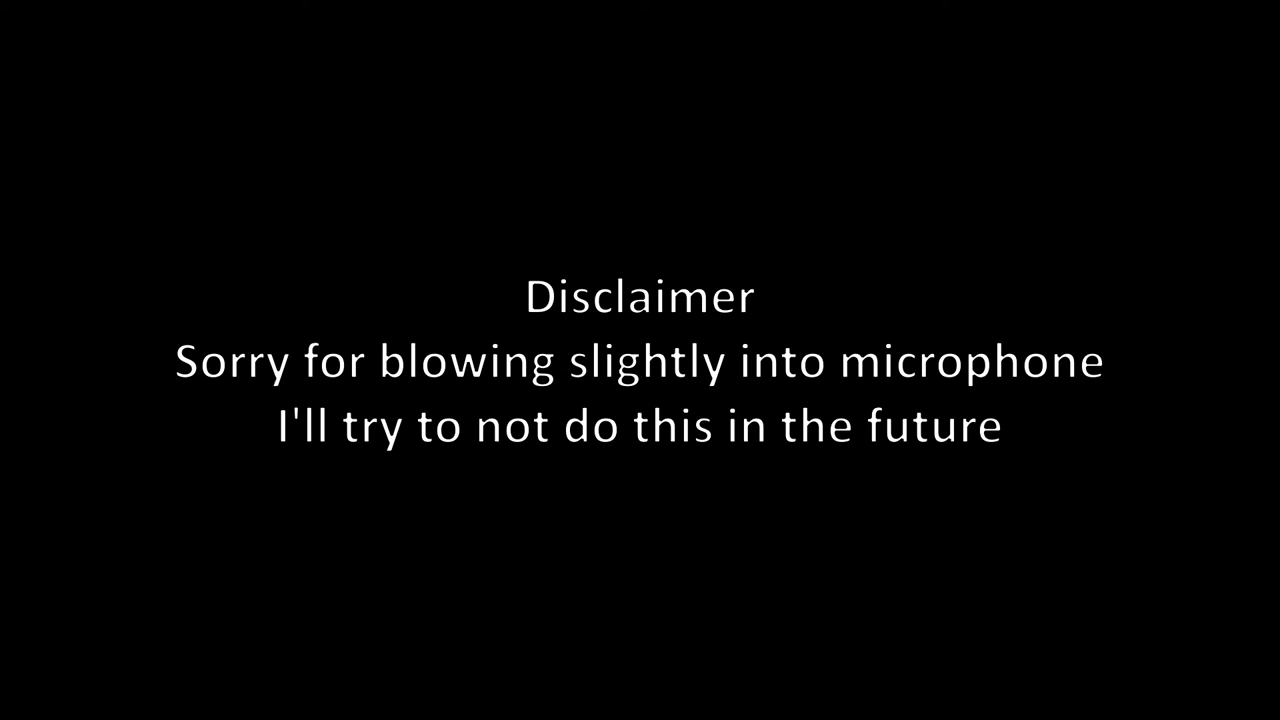 Disclaimer
Sorry for blowing slightly into microphone
I'll try to not do this in the future